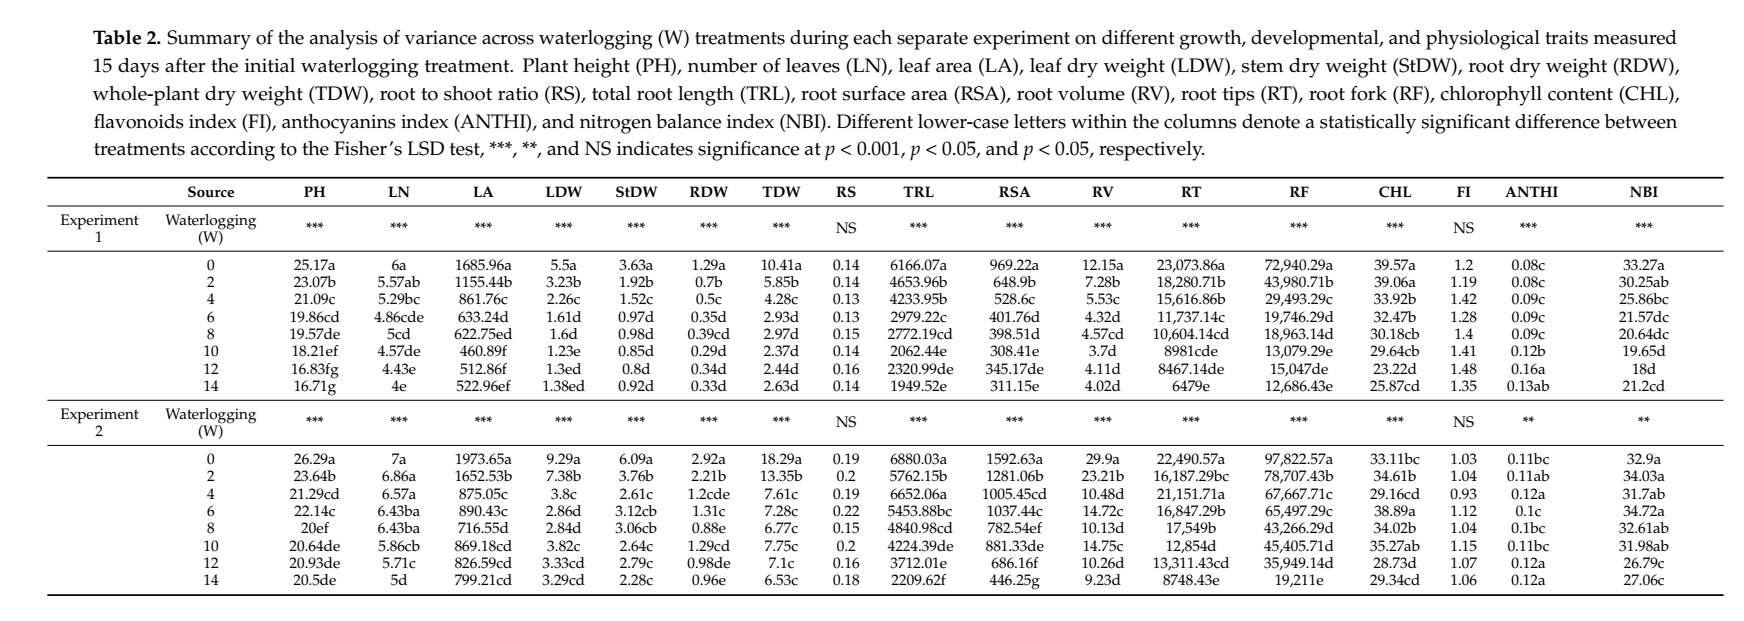 Table 2. Summary of the analysis of variance across waterlogging (W) treatments during each separate experiment on different growth, developmental, and physiological traits measured
15 days after the initial waterlogging treatment. Plant height (PH), number of leaves (LN), leaf area (LA), leaf dry weight (LDW), stem dry weight (StDW), root dry weight (RDW),
whole-plant dry weight (TDW), root to shoot ratio (RS), total root length (TRL), root surface area (RSA), root volume (RV), root tips (RT), root fork (RF), chlorophyll content (CHL),
flavonoids index (FI), anthocyanins index (ANTHI), and nitrogen balance index (NBI). Different lower-case letters within the columns denote a statistically significant difference between
treatments according to the Fisher's LSD test, ***, **, and NS indicates significance at p < 0.001, p < 0.05, and p < 0.05, respectively.
Source PH LN LA LDW StDW RDW TDW RS TRL RSA RV RT RF CHL FI ANTHI NBI
Experiment 1 Waterlogging (W) *** *** *** *** *** *** *** NS *** *** *** *** *** *** NS *** ***
0 25.17a 6a 1685.96a 5.5a 3.63a 1.29a 10.41a 0.14 6166.07a 969.22a 12.15a 23,073.86a 72,940.29a 39.57a 1.2 0.08c 33.27a
2 23.07b 5.57ab 1155.44b 3.23b 1.92b 0.7b 5.85b 0.14 4653.96b 648.9b 7.28b 18,280.71b 43,980.71b 39.06a 1.19 0.08c 30.25ab
4 21.09c 5.29bc 861.76c 2.26c 1.52c 0.5c 4.28c 0.13 4233.95b 528.6c 5.53c 15,616.86b 29,493.29c 33.92b 1.42 0.09c 25.86bc
6 19.86cd 4.86cde 633.24d 1.61d 0.97d 0.35d 2.93d 0.13 2979.22c 401.76d 4.32d 11,737.14c 19,746.29d 32.47b 1.28 0.09c 21.57dc
8 19.57de 5cd 622.75ed 1.6d 0.98d 0.39cd 2.97d 0.15 2772.19cd 398.51d 4.57cd 10,604.14cd 18,963.14d 30.18cb 1.4 0.09c 20.64dc
10 18.21ef 4.57de 460.89f 1.23e 0.85d 0.29d 2.37d 0.14 2062.44e 308.41e 3.7d 8981cde 13,079.29e 29.64cb 1.41 0.12b 19.65d
12 16.83fg 4.43e 512.86f 1.3ed 0.8d 0.34d 2.44d 0.16 2320.99de 345.17de 4.11d 8467.14de 15,047de 23.22d 1.48 0.16a 18d
14 16.71g 4e 522.96ef 1.38ed 0.92d 0.33d 2.63d 0.14 1949.52e 311.15e 4.02d 6479e 12,686.43e 25.87cd 1.35 0.13ab 21.2cd
Experiment 2 Waterlogging (W) *** *** *** *** *** *** *** NS *** *** *** *** *** *** NS ** **
0 26.29a 7a 1973.65a 9.29a 6.09a 2.92a 18.29a 0.19 6880.03a 1592.63a 29.9a 22,490.57a 97,822.57a 33.11bc 1.03 0.11bc 32.9a
2 23.64b 6.86a 1652.53b 7.38b 3.76b 2.21b 13.35b 0.2 5762.15b 1281.06b 23.21b 16,187.29bc 78,707.43b 34.61b 1.04 0.11ab 34.03a
4 21.29cd 6.57a 875.05c 3.8c 2.61c 1.2cde 7.61c 0.19 6652.06a 1005.45cd 10.48d 21,151.71a 67,667.71c 29.16cd 0.93 0.12a 31.7ab
6 22.14c 6.43ba 890.43c 2.86d 3.12cb 1.31c 7.28c 0.22 5453.88bc 1037.44c 14.72c 16,847.29b 65,497.29c 38.89a 1.12 0.1c 34.72a
8 20ef 6.43ba 716.55d 2.84d 3.06cb 0.88e 6.77c 0.15 4840.98cd 782.54ef 10.13d 17,549b 43,266.29d 34.02b 1.04 0.1bc 32.61ab
10 20.64de 5.86cb 869.18cd 3.82c 2.64c 1.29cd 7.75c 0.2 4224.39de 881.33de 14.75c 12,854d 45,405.71d 35.27ab 1.15 0.11bc 31.98ab
12 20.93de 5.71c 826.59cd 3.33cd 2.79c 0.98de 7.1c 0.16 3712.01e 686.16f 10.26d 13,311.43cd 35,949.14d 28.73d 1.07 0.12a 26.79c
14 20.5de 5d 799.21cd 3.29cd 2.28c 0.96e 6.53c 0.18 2209.62f 446.25g 9.23d 8748.43e 19,211e 29.34cd 1.06 0.12a 27.06c